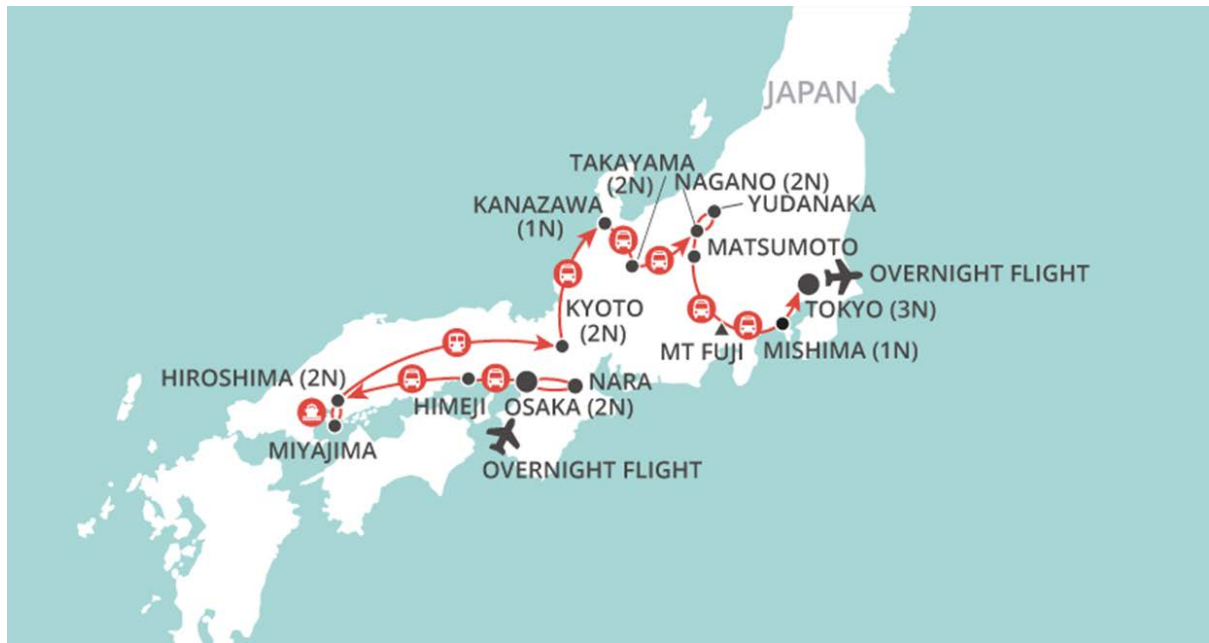 JAPAN
TAKAYAMA
(2N)
NAGANO (2N)
YUDANAKA
KANAZAWA
(1N)
MATSUMOTO
OVERNIGHT FLIGHT
TOKYO (3N)
KYOTO
(2N)
MT FUJI
MISHIMA (1N)
HIROSHIMA (2N)
NARA
HIMEJI
OSAKA (2N)
MIYAJIMA
OVERNIGHT FLIGHT